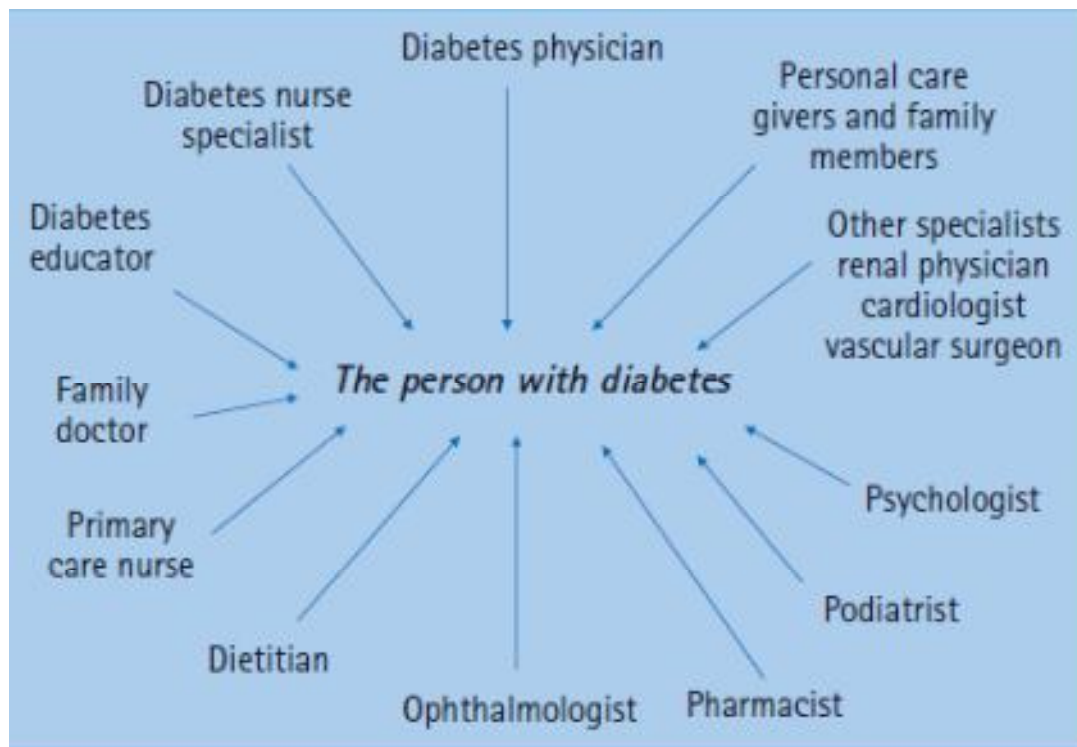 Diabetes physician
Diabetes nurse
specialist
Personal care
givers and family
members
Diabetes
educator
Other specialists
renal physician
cardiologist
vascular surgeon
The person with diabetes
Family
doctor
Psychologist
Primary
care nurse
Podiatrist
Dietitian
Ophthalmologist
Pharmacist